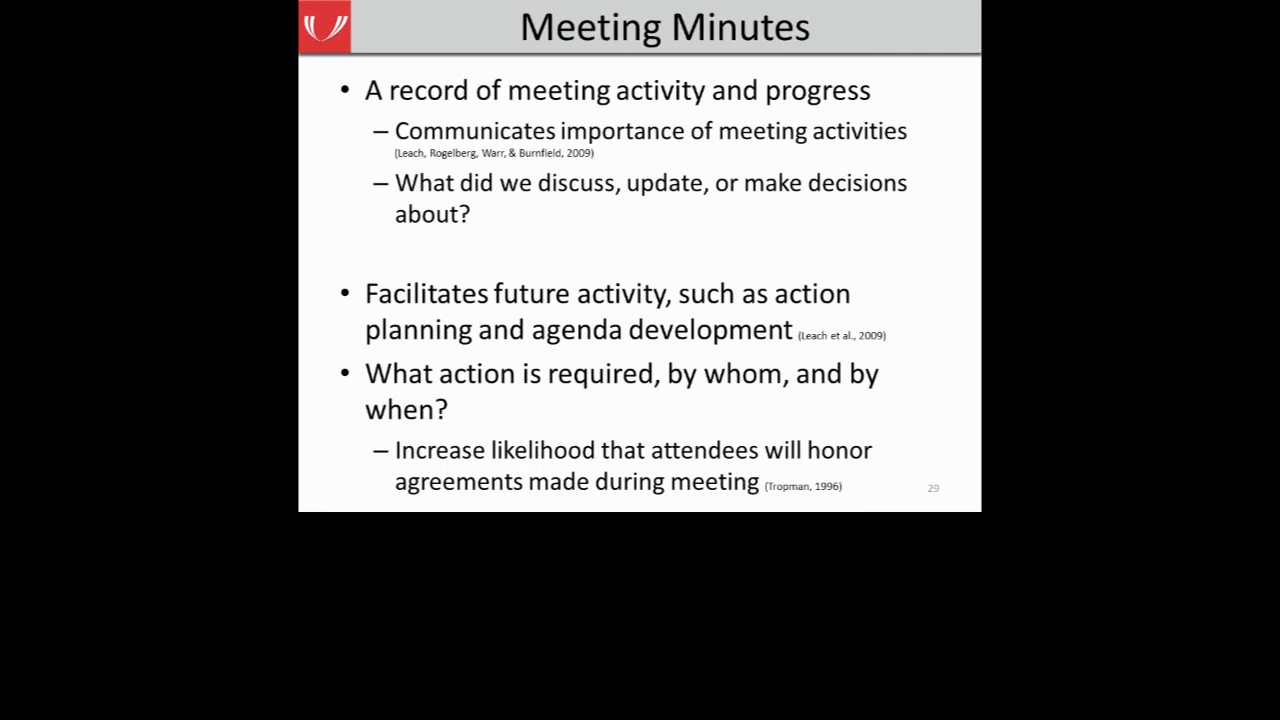 Meeting Minutes
• A record of meeting activity and progress
– Communicates importance of meeting activities
(Leach, Rogelberg, Warr, & Burnfield, 2009)
– What did we discuss, update, or make decisions
about?
• Facilitates future activity, such as action
planning and agenda development (Leach et al., 2009)
• What action is required, by whom, and by
when?
– Increase likelihood that attendees will honor
agreements made during meeting (Tropman, 1996)
29